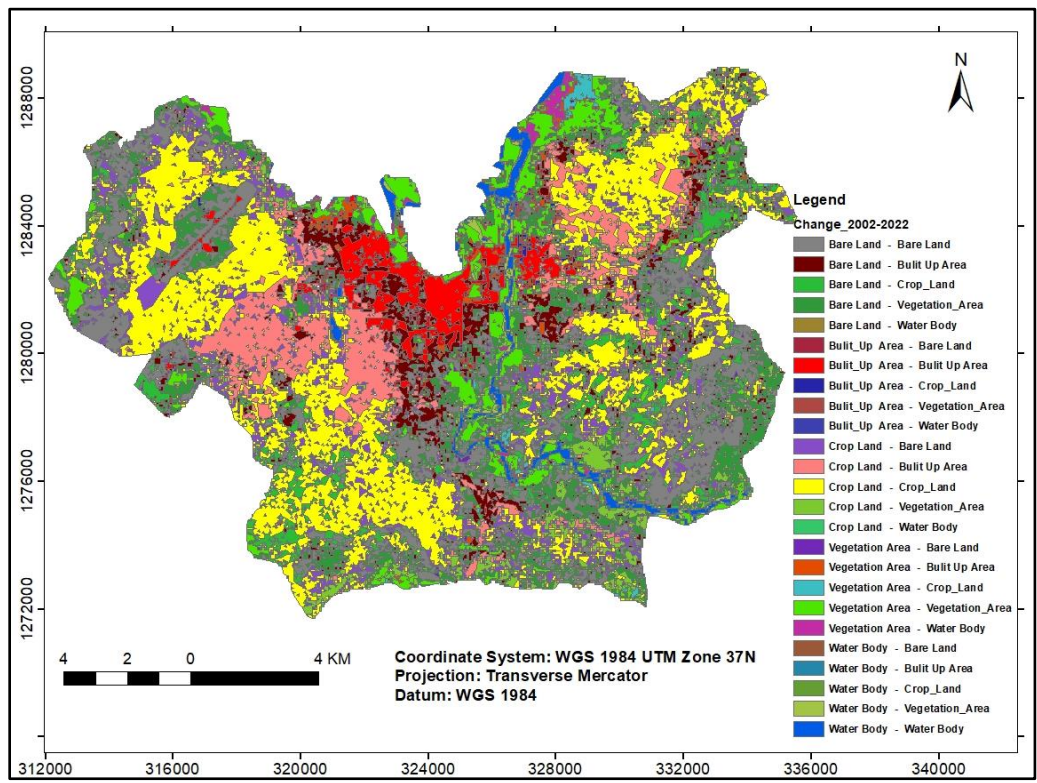 N
1288000
1284000
1280000
1276000
1272000
Legend
Change_2002-2022
Bare Land - Bare Land
Bare Land - Bulit Up Area
Bare Land - Crop_Land
Bare Land - Vegetation_Area
Bare Land - Water Body
Bulit_Up Area - Bare Land
Bulit_Up Area - Bulit Up Area
Bulit_Up Area - Crop_Land
Bulit_Up Area - Vegetation_Area
Bulit_Up Area - Water Body
Crop Land - Bare Land
Crop Land - Bulit Up Area
Crop Land - Crop_Land
Crop Land - Vegetation_Area
Crop Land - Water Body
Vegetation Area - Bare Land
Vegetation Area - Bulit Up Area
Vegetation Area - Crop_Land
Vegetation Area - Vegetation_Area
Vegetation Area - Water Body
Water Body - Bare Land
Water Body - Bulit Up Area
Water Body - Crop_Land
Water Body - Vegetation_Area
Water Body - Water Body
4 2 0 4 KM
Coordinate System: WGS 1984 UTM Zone 37N
Projection: Transverse Mercator
Datum: WGS 1984
312000 316000 320000 324000 328000 332000 336000 340000